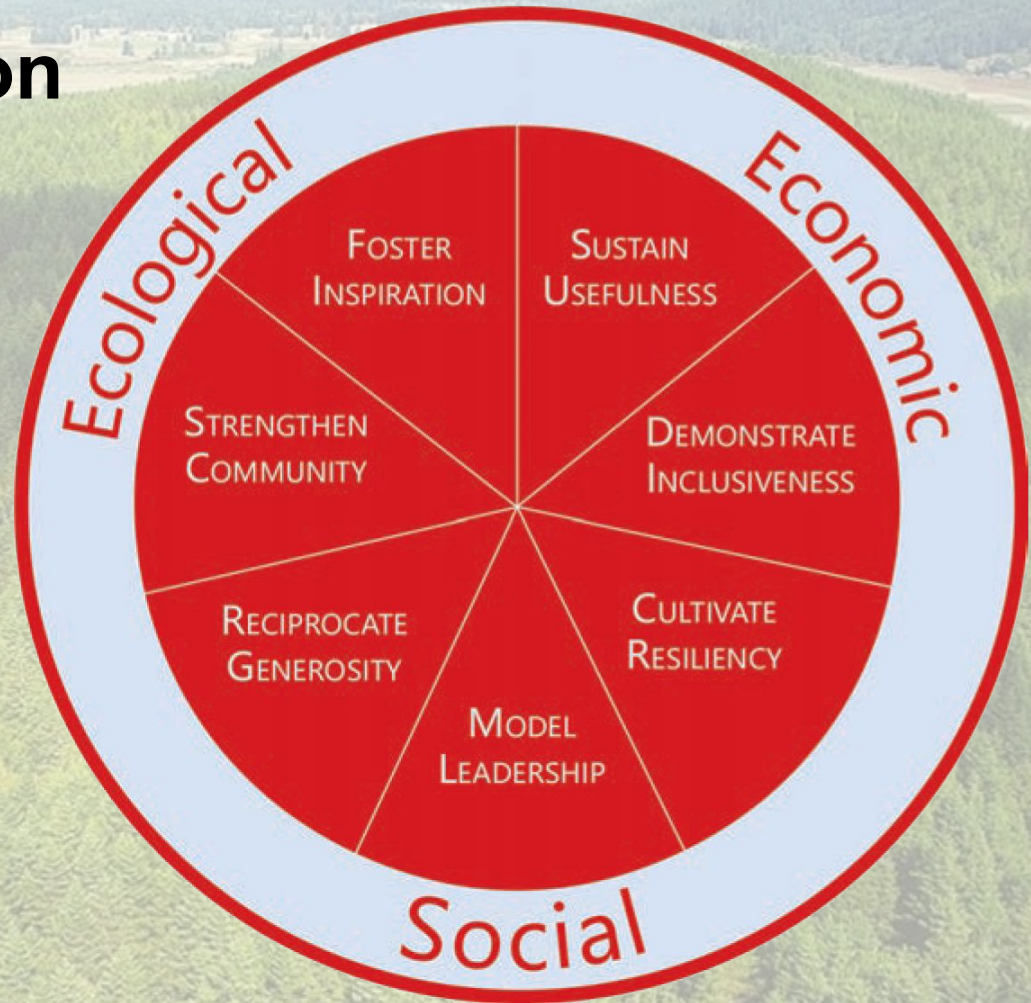 on
Ecological
Economic
Social
FOSTER
INSPIRATION
SUSTAIN
USEFULNESS
DEMONSTRATE
INCLUSIVENESS
CULTIVATE
RESILIENCY
MODEL
LEADERSHIP
RECIPROCATE
GENEROSITY
STRENGTHEN
COMMUNITY